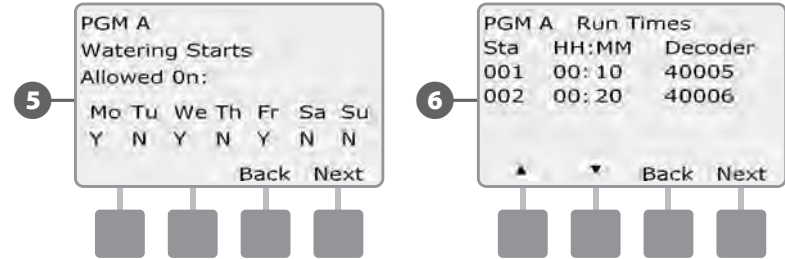 5
PGM A
Watering Starts
Allowed 0n:
Mo Tu We Th Fr Sa Su
Y N Y N Y N N
Back Next
6
PGM A Run Times
Sta HH:MM Decoder
001 00:10 40005
002 00:20 40006
▲ ▼ Back Next